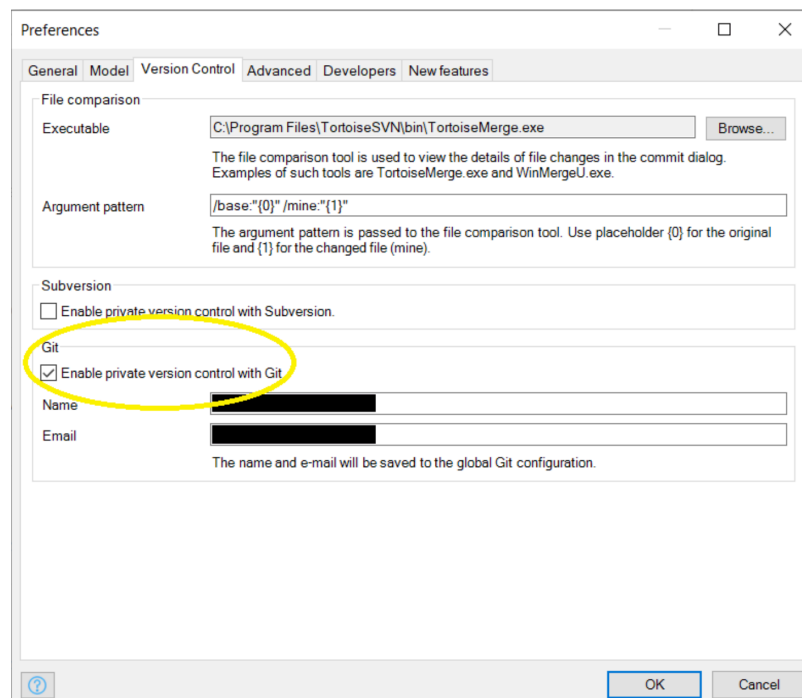 Preferences
General Model Version Control Advanced Developers New features
File comparison
Executable C:\Program Files\TortoiseSVN\bin\TortoiseMerge.exe Browse...
The file comparison tool is used to view the details of file changes in the commit dialog.
Examples of such tools are TortoiseMerge.exe and WinMergeU.exe.
Argument pattern /base:"{0}" /mine:"{1}"
The argument pattern is passed to the file comparison tool. Use placeholder {0} for the original
file and {1} for the changed file (mine).
Subversion
Enable private version control with Subversion.
Git
Enable private version control with Git
Name
Email
The name and e-mail will be saved to the global Git configuration.
? OK Cancel